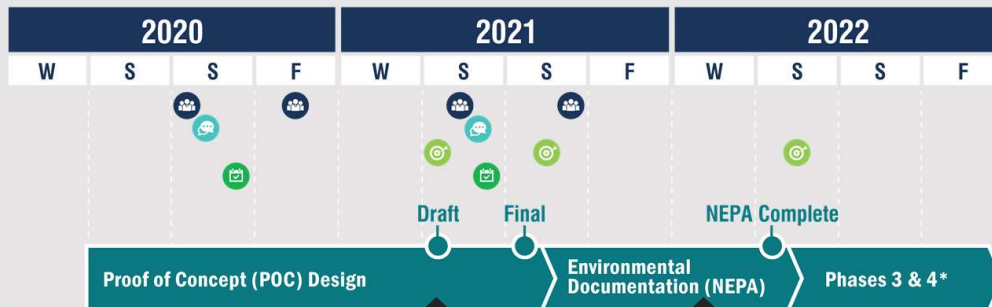 2020 2021 2022
W S S F W S S F W S S F
Draft Final NEPA Complete
Proof of Concept (POC) Design
Environmental
Documentation (NEPA)
Phases 3 & 4*